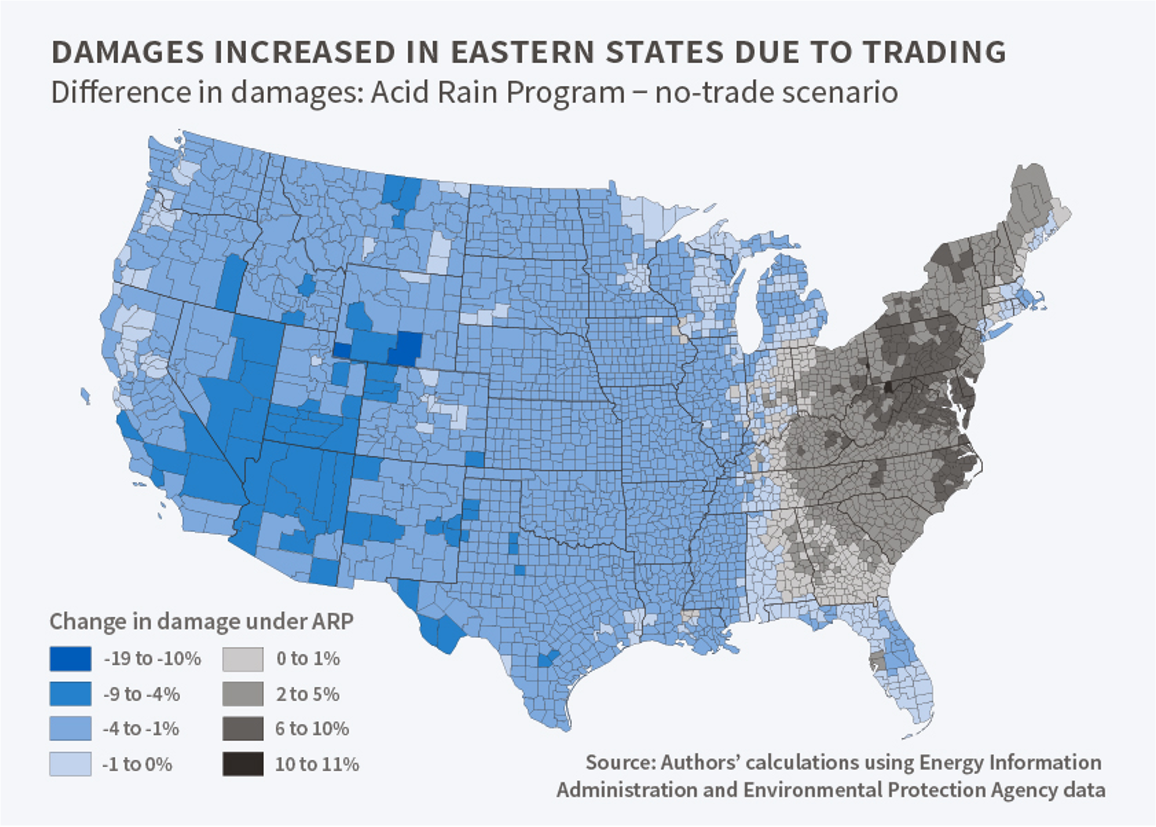 DAMAGES INCREASED IN EASTERN STATES DUE TO TRADING
Difference in damages: Acid Rain Program − no-trade scenario
Change in damage under ARP
-19 to -10%
-9 to -4%
-4 to -1%
-1 to 0%
0 to 1%
2 to 5%
6 to 10%
10 to 11%
Source: Authors’ calculations using Energy Information
Administration and Environmental Protection Agency data